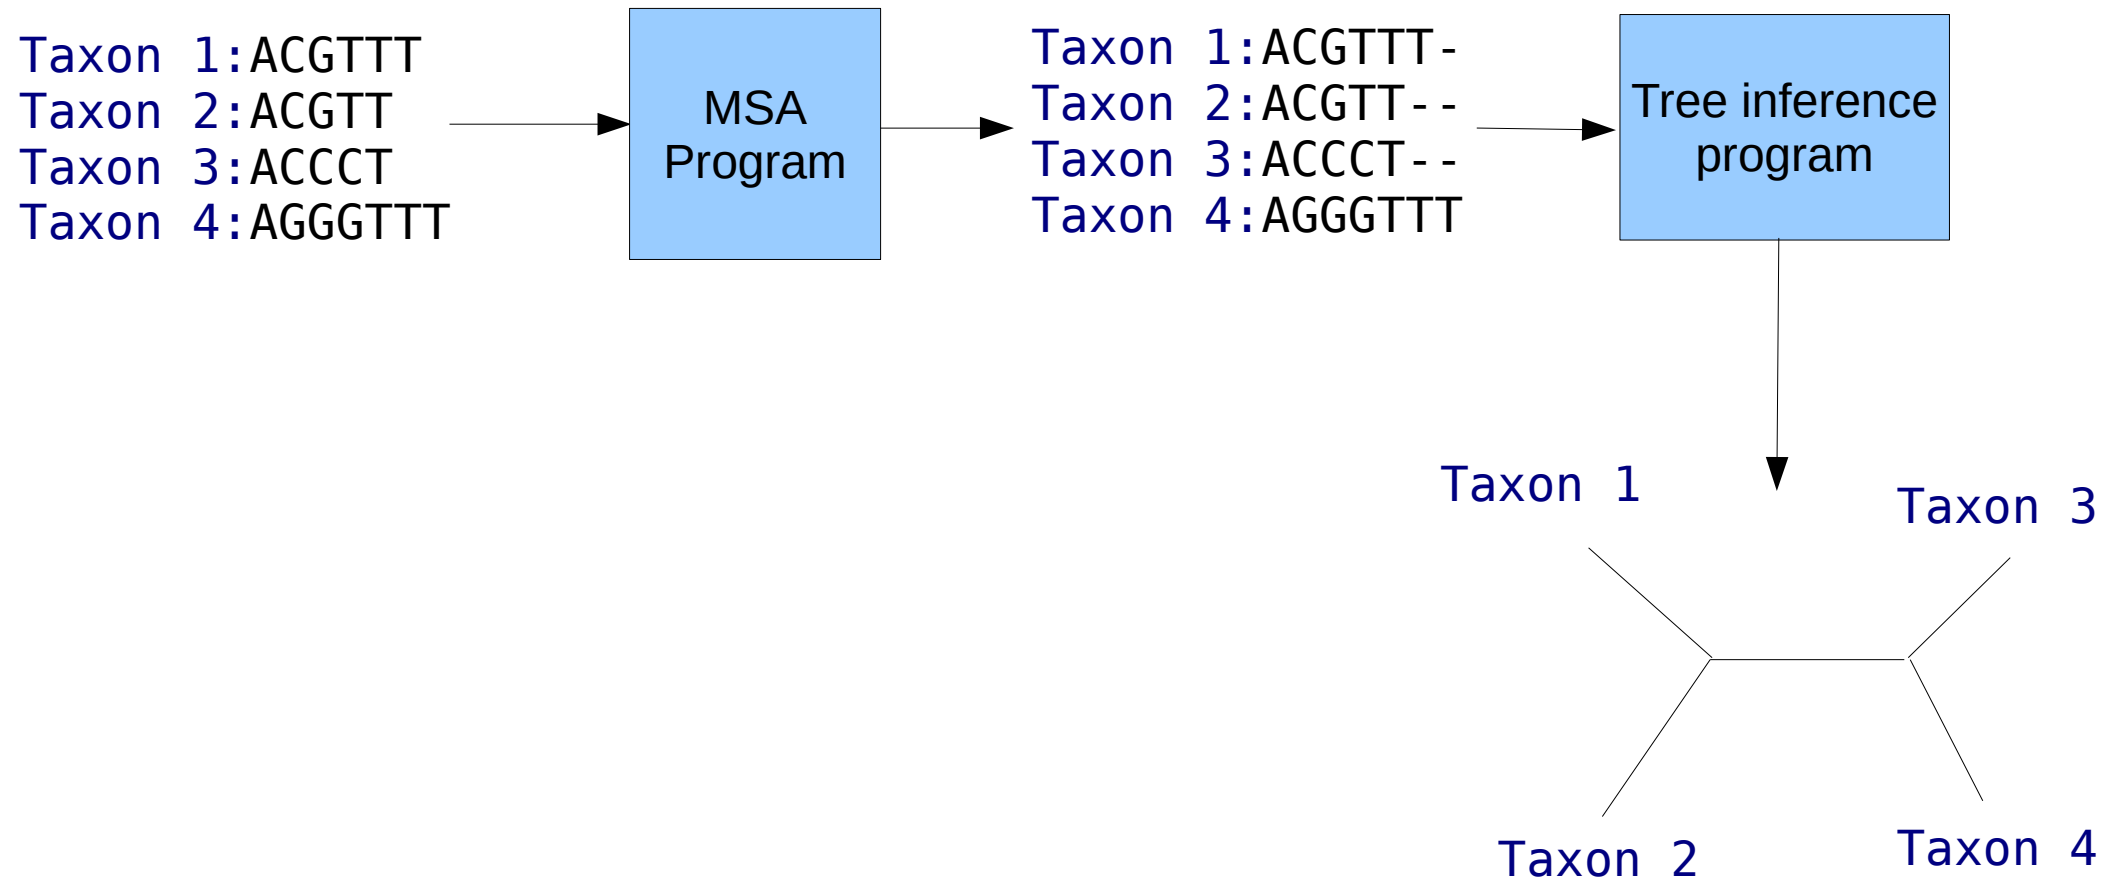 Taxon 1:ACGTTT
Taxon 2:ACGTT
Taxon 3:ACCCT
Taxon 4:AGGGTTT
MSA
Program
Taxon 1:ACGTTT-
Taxon 2:ACGTT--
Taxon 3:ACCCT--
Taxon 4:AGGGTTT
Tree inference
program
Taxon 1
Taxon 3
Taxon 2
Taxon 4